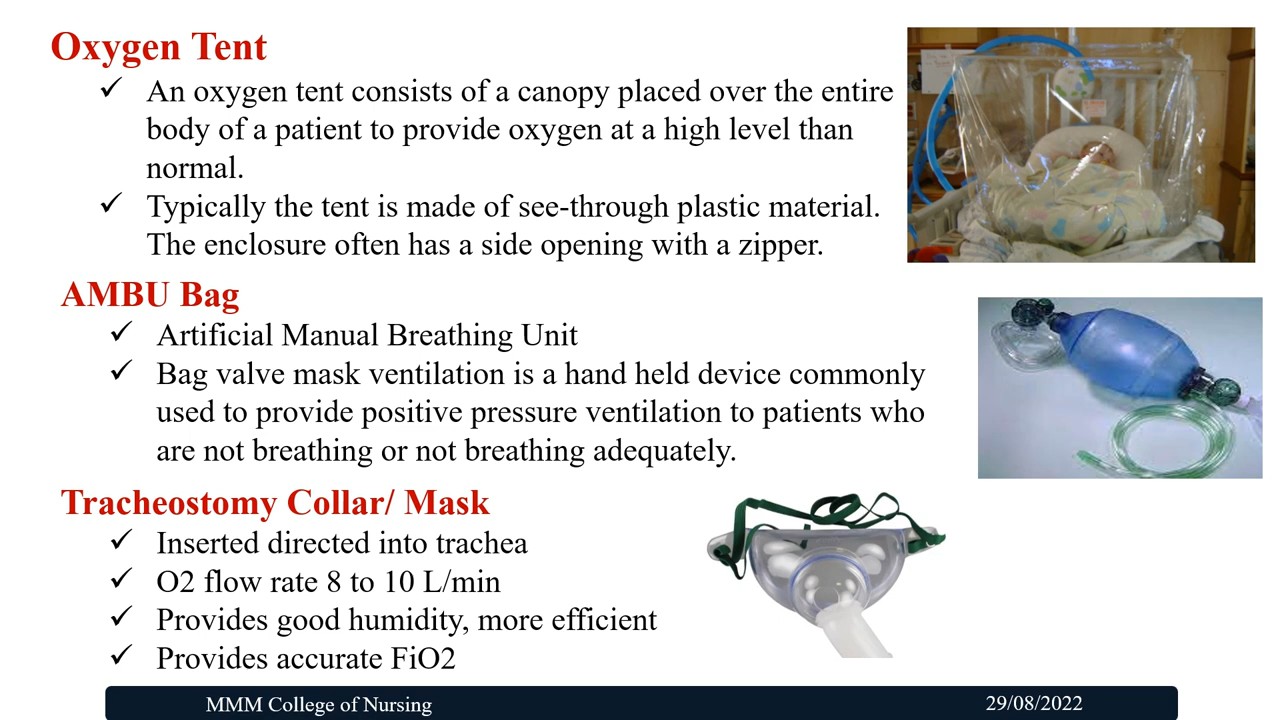 Oxygen Tent
✓ An oxygen tent consists of a canopy placed over the entire
body of a patient to provide oxygen at a high level than
normal.
✓ Typically the tent is made of see-through plastic material.
The enclosure often has a side opening with a zipper.
AMBU Bag
✓ Artificial Manual Breathing Unit
✓ Bag valve mask ventilation is a hand held device commonly
used to provide positive pressure ventilation to patients who
are not breathing or not breathing adequately.
Tracheostomy Collar/ Mask
✓ Inserted directed into trachea
✓ O2 flow rate 8 to 10 L/min
✓ Provides good humidity, more efficient
✓ Provides accurate FiO2
MMM College of Nursing
29/08/2022